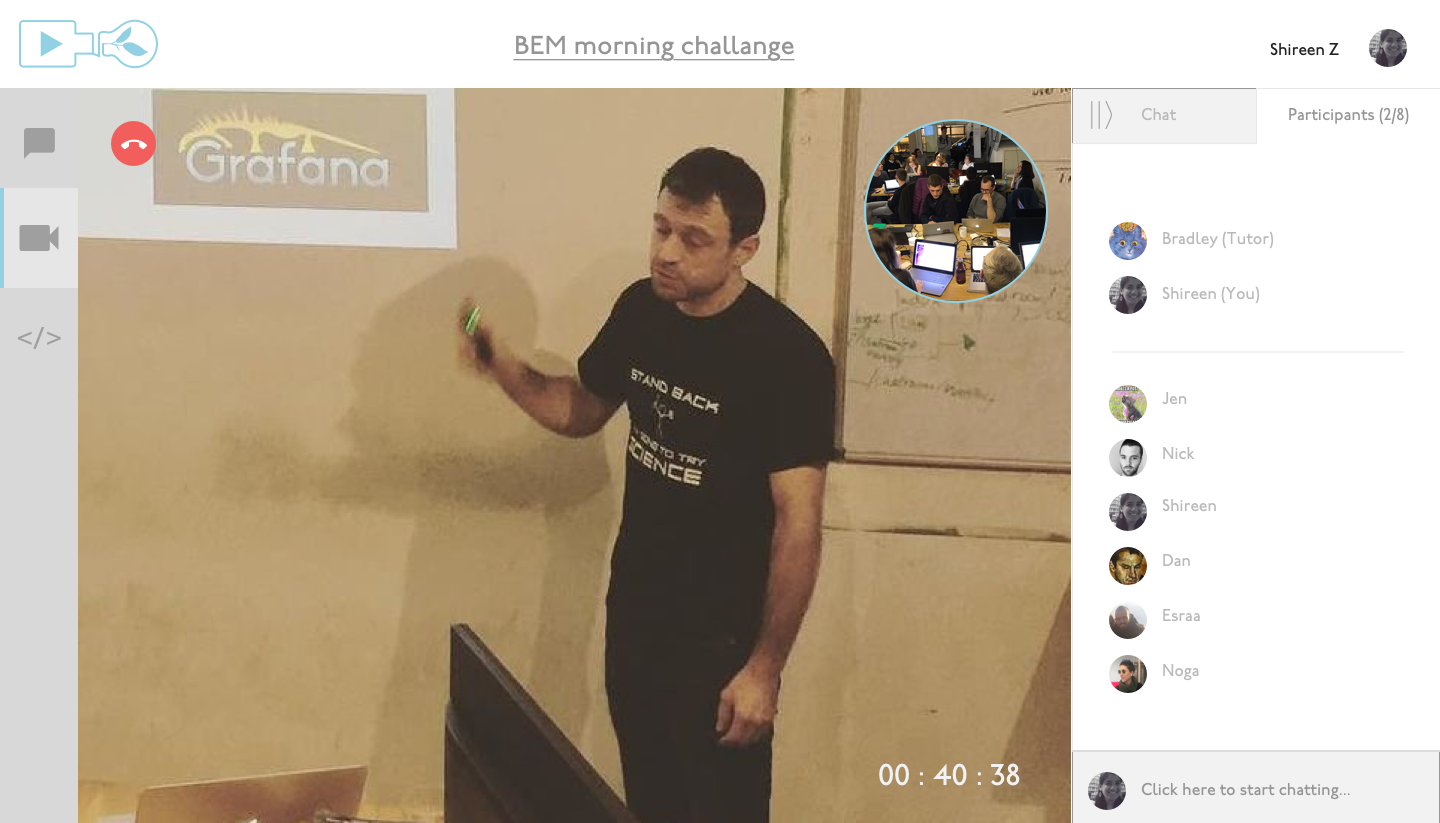 BEM morning challange
Shireen Z
Chat
Participants (2/8)
Grafana
Bradley (Tutor)
Shireen (You)
Jen
Nick
STAND BACK
GOING TO TRY
SCIENCE
Shireen
Dan
Esraa
Noga
</>
00 : 40 : 38
Click here to start chatting...